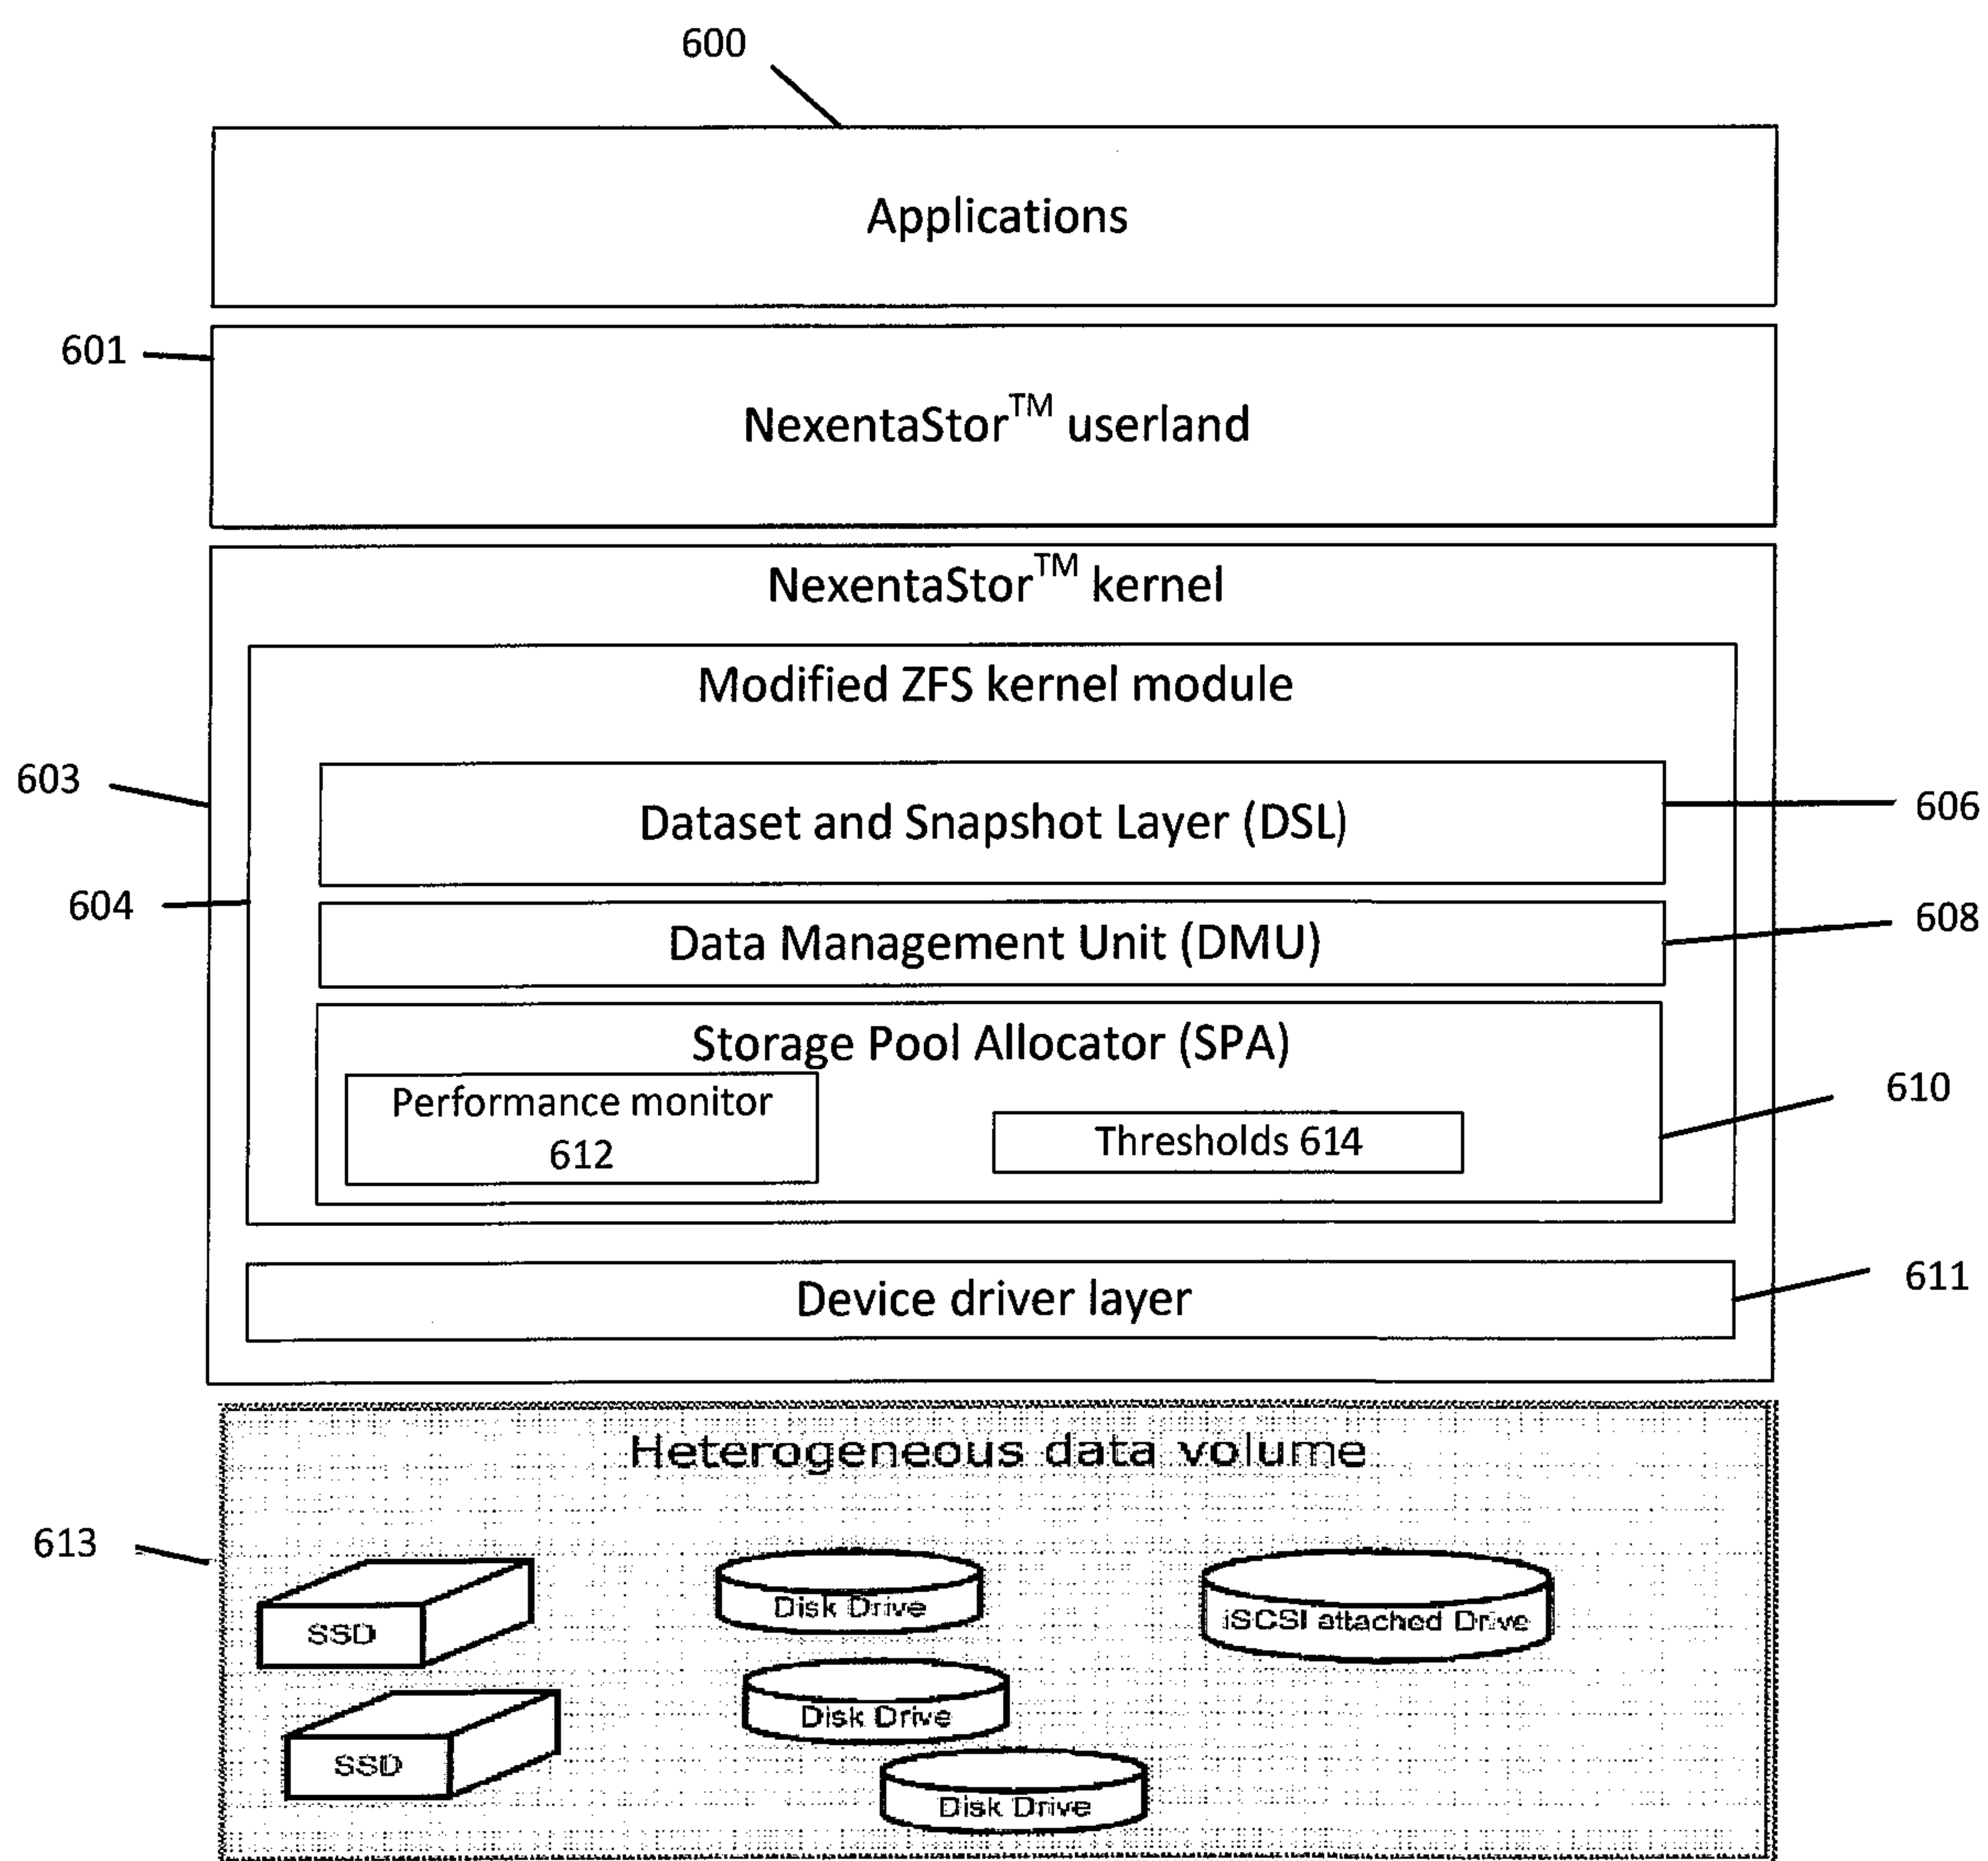 600
Applications
601
NexentaStor™ userland
NexentaStor™ kernel
Modified ZFS kernel module
603
Dataset and Snapshot Layer (DSL)
606
604
Data Management Unit (DMU)
608
Storage Pool Allocator (SPA)
Performance monitor
612
Thresholds 614
610
Device driver layer
611
Heterogeneous data volume
613
SSD
Disk Drive
iSCSI attached Drive
Disk Drive
SSD
Disk Drive